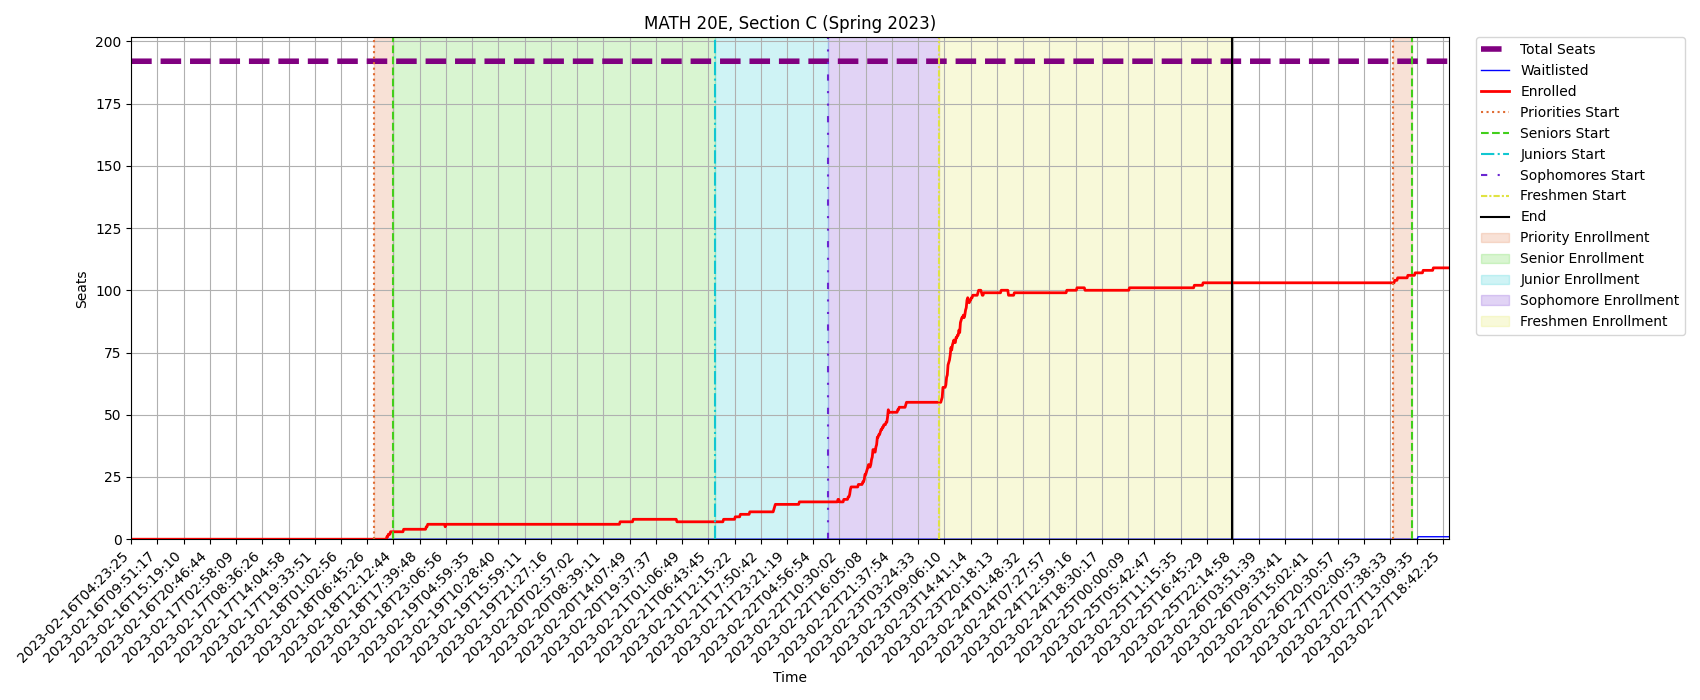 MATH 20E, Section C (Spring 2023)
200
175
150
125
100
75
50
25
0
Seats
2023-02-16T04:23:25
2023-02-16T09:51:17
2023-02-16T15:19:10
2023-02-16T20:46:44
2023-02-17T02:58:09
2023-02-17T08:36:26
2023-02-17T14:04:58
2023-02-17T19:33:51
2023-02-18T01:02:56
2023-02-18T06:45:26
2023-02-18T12:12:44
2023-02-18T17:39:48
2023-02-18T23:06:56
2023-02-19T04:59:35
2023-02-19T10:28:40
2023-02-19T15:59:11
2023-02-19T21:27:16
2023-02-20T02:57:02
2023-02-20T08:39:11
2023-02-20T14:07:49
2023-02-20T19:37:37
2023-02-21T01:06:49
2023-02-21T06:43:45
2023-02-21T12:15:22
2023-02-21T17:50:42
2023-02-21T23:21:19
2023-02-22T04:56:54
2023-02-22T10:30:02
2023-02-22T16:05:08
2023-02-22T21:37:54
2023-02-23T03:24:33
2023-02-23T09:06:10
2023-02-23T14:41:14
2023-02-23T20:18:13
2023-02-24T01:48:32
2023-02-24T07:27:57
2023-02-24T12:59:16
2023-02-24T18:30:17
2023-02-25T00:00:09
2023-02-25T05:42:47
2023-02-25T11:15:35
2023-02-25T16:45:29
2023-02-25T22:14:58
2023-02-26T03:51:39
2023-02-26T09:33:41
2023-02-26T15:02:41
2023-02-26T20:30:57
2023-02-27T02:00:53
2023-02-27T07:38:33
2023-02-27T13:09:35
2023-02-27T18:42:25
Time
Total Seats
Waitlisted
Enrolled
Priorities Start
Seniors Start
Juniors Start
Sophomores Start
Freshmen Start
End
Priority Enrollment
Senior Enrollment
Junior Enrollment
Sophomore Enrollment
Freshmen Enrollment